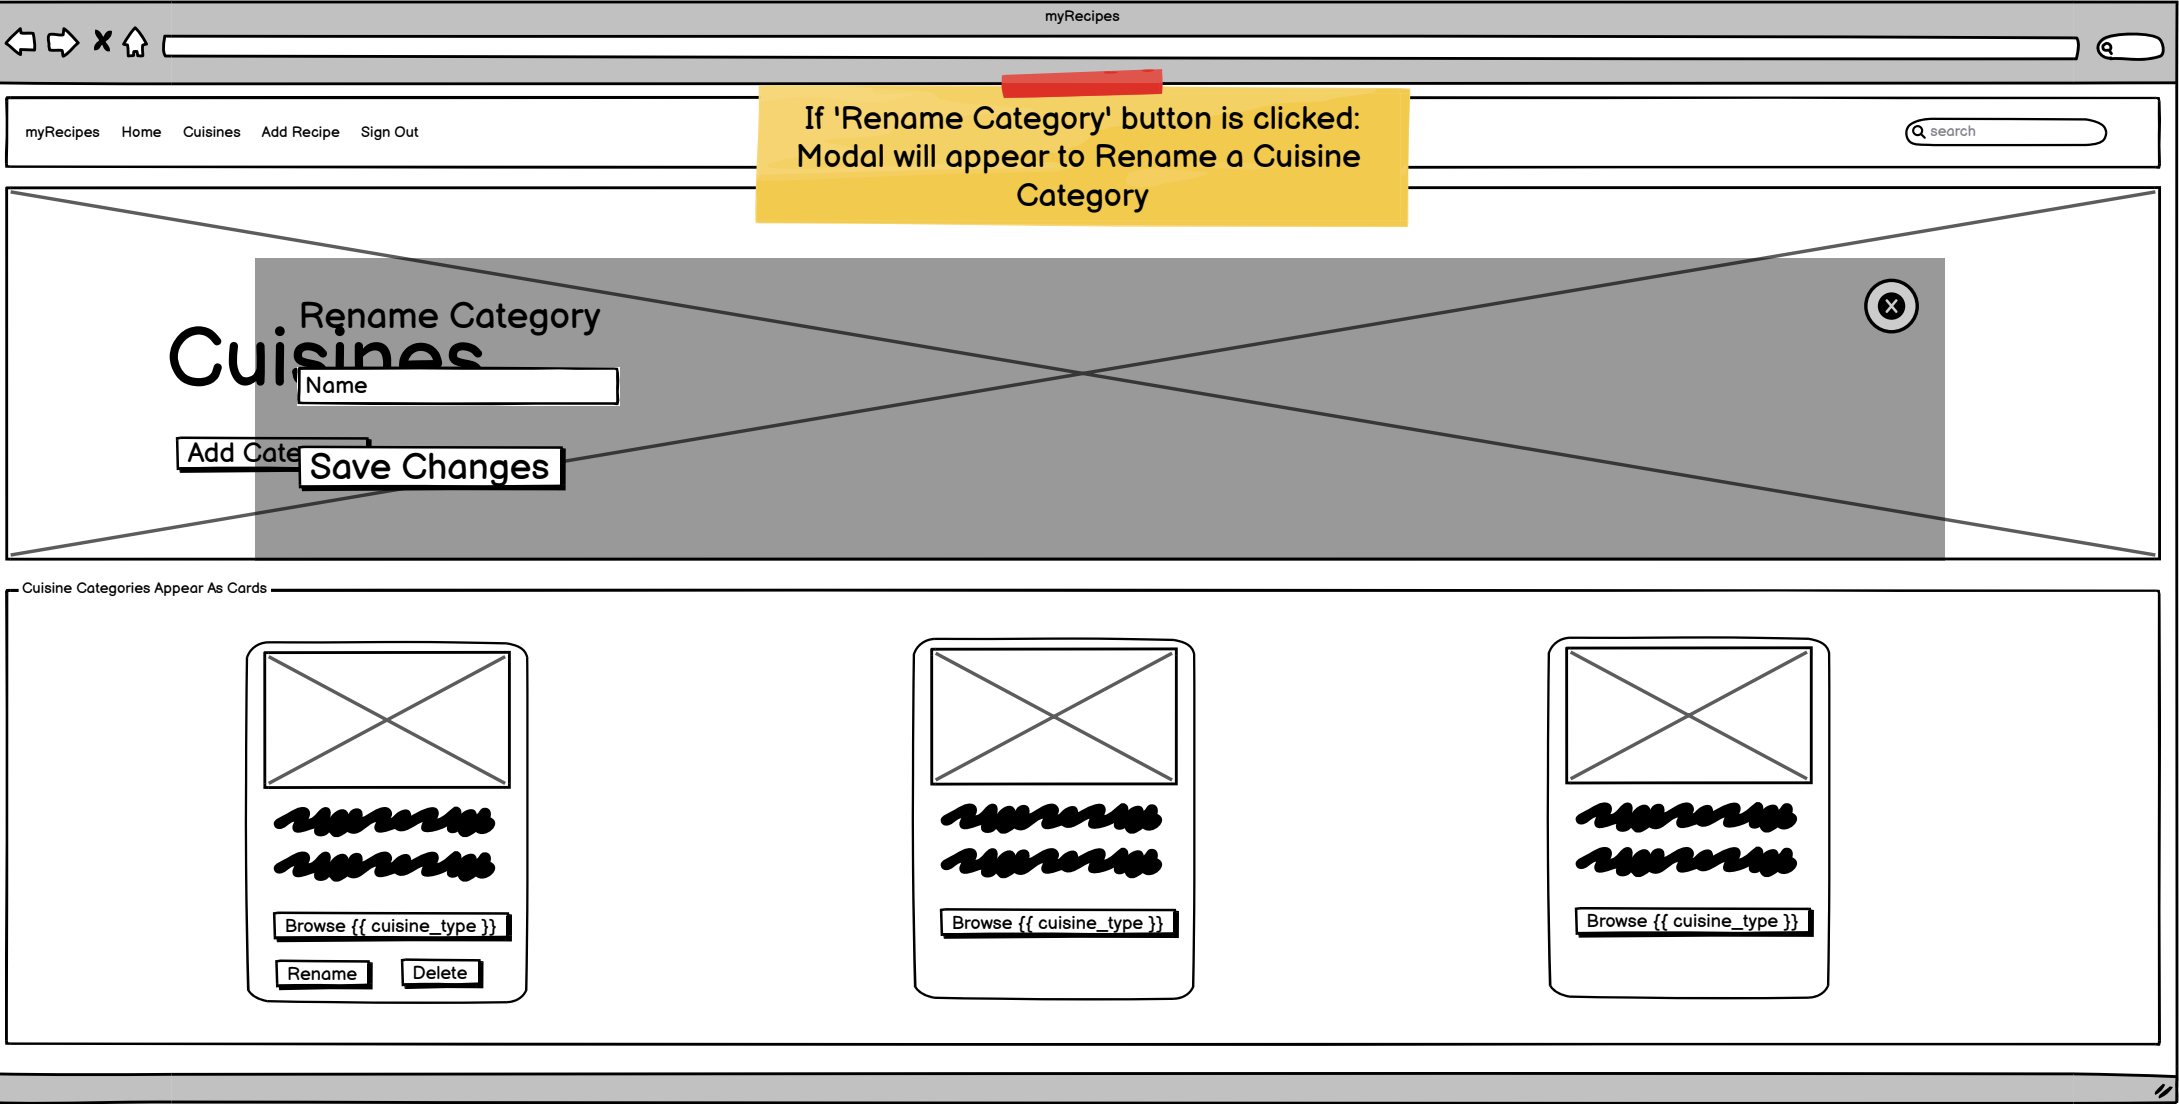 myRecipes
If 'Rename Category' button is clicked:
Modal will appear to Rename a Cuisine
Category
myRecipes Home Cuisines Add Recipe Sign Out
search
Rename Category
Cuisines
Name
Add Cate
Save Changes
Cuisine Categories Appear As Cards
Browse {{ cuisine_type }}
Rename Delete
Browse {{ cuisine_type }}
Browse {{ cuisine_type }}